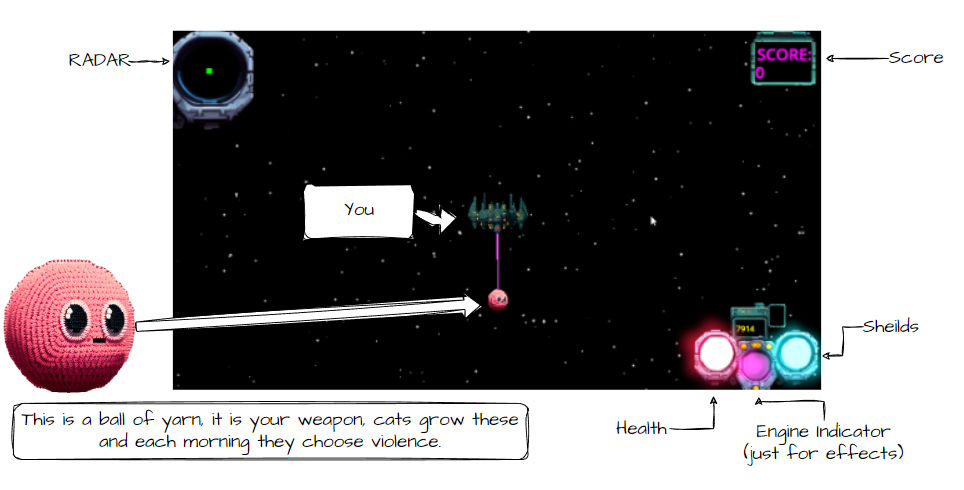 RADAR
SCORE:
0
Score
You
7914
Sheilds
This is a ball of yarn, it is your weapon, cats grow these
and each morning they choose violence.
Health
Engine Indicator
(just for effects)